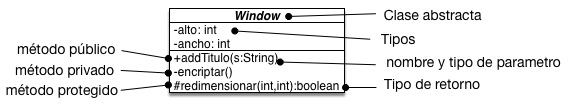 Window
Clase abstracta
-alto: int
Tipos
-ancho: int
método público
+addTitulo(s:String)
nombre y tipo de parametro
método privado
-encriptar()
método protegido
#redimensionar(int,int):boolean
Tipo de retorno